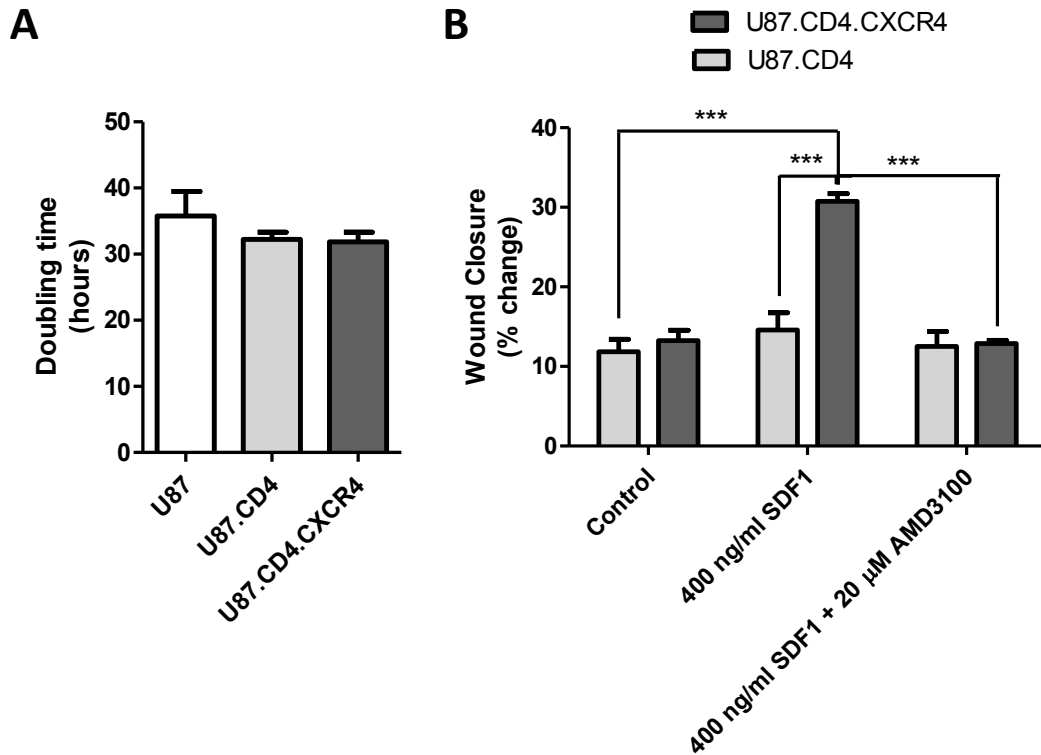 A
Doubling time
(hours)
50
40
30
20
10
0
U87
U87.CD4
U87.CD4.CXCR4
B
U87.CD4.CXCR4
U87.CD4
Wound Closure
(% change)
40
30
20
10
0
***
***
***
Control
400 ng/ml SDF1
400 ng/ml SDF1 + 20 μM AMD3100